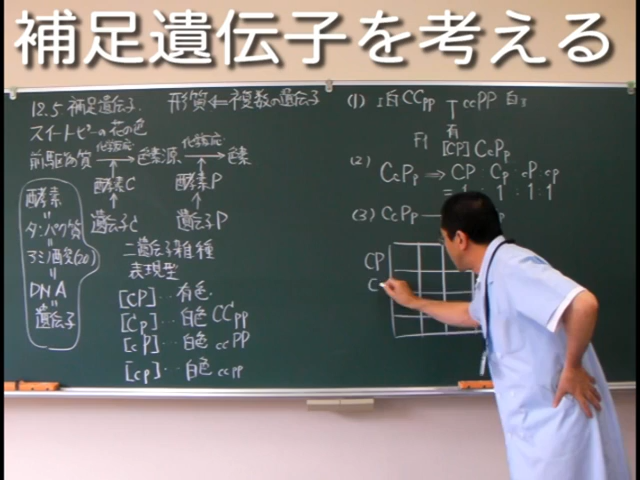 補足遺伝子を考える
12.5 補足遺伝子. 形質⇐複数の遺伝子
スイートピーの花の色
化学反応 化学反応
前駆物質→色素源→色素
↑ ↑
酵素C 酵素P
↑ ↑
遺伝子C 遺伝子P
酵素
タンパク質
アミノ酸(20)
DNA
遺伝子
二遺伝子雑種
表現型
[CP]…有色.
[Cp]…白色 CCpp
[cP]…白色 ccPP
[cp]…白色 ccpp
(1) 白CCpp ccPP 白
有
F1 [CP] CcPp
(2) CcPp ⇒ CP : Cp : cP : cp
= 1 : 1 : 1 : 1
(3) CcPp
CP
C